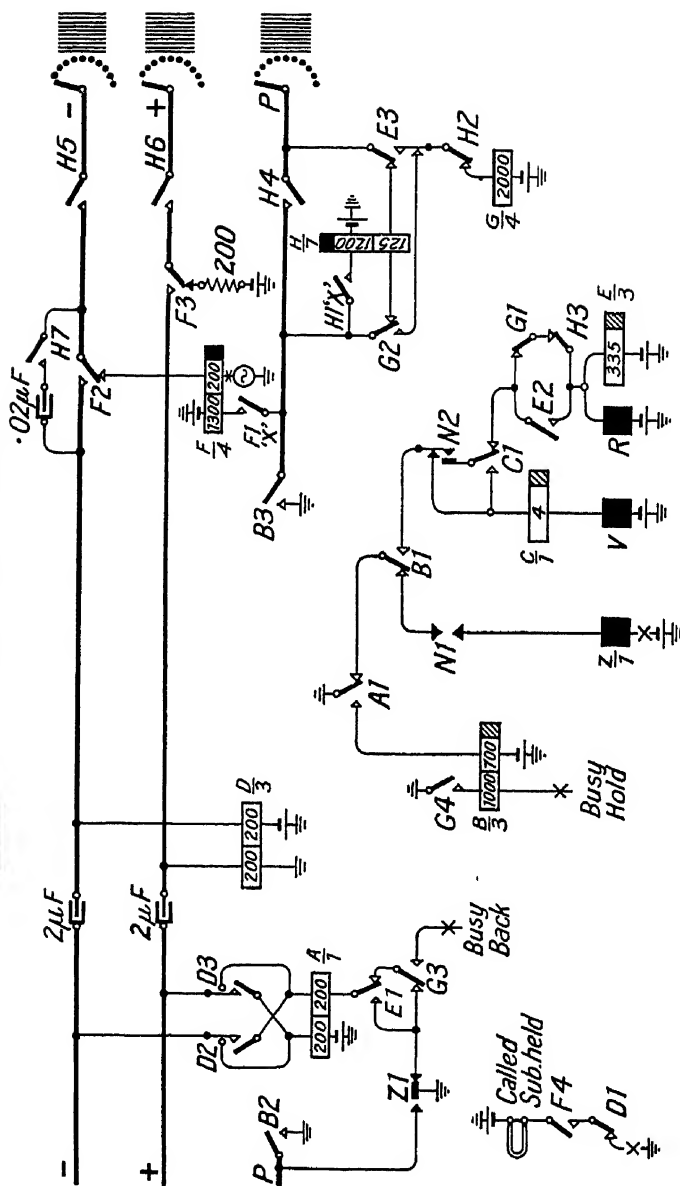 −
2µF
·02µF
H7
F2
H5
−
+
2µF
F3
H6
+
200
D2
D3
200 200
D/3
1300 200
F/4
P
B2
200 200
A/1
B3
F1
'X'
H4
P
Z1
E1
G3
Busy
Back
G4
A1
H1'X'
H/7
1200
125
G2
E3
H2
1000 700
B/3
Busy
Hold
B1
N1
N2
C1
2000
G/4
Called
Sub.held
F4
D1
Z/1
4
C/1
V
E2
G1
H3
R
335
E/3